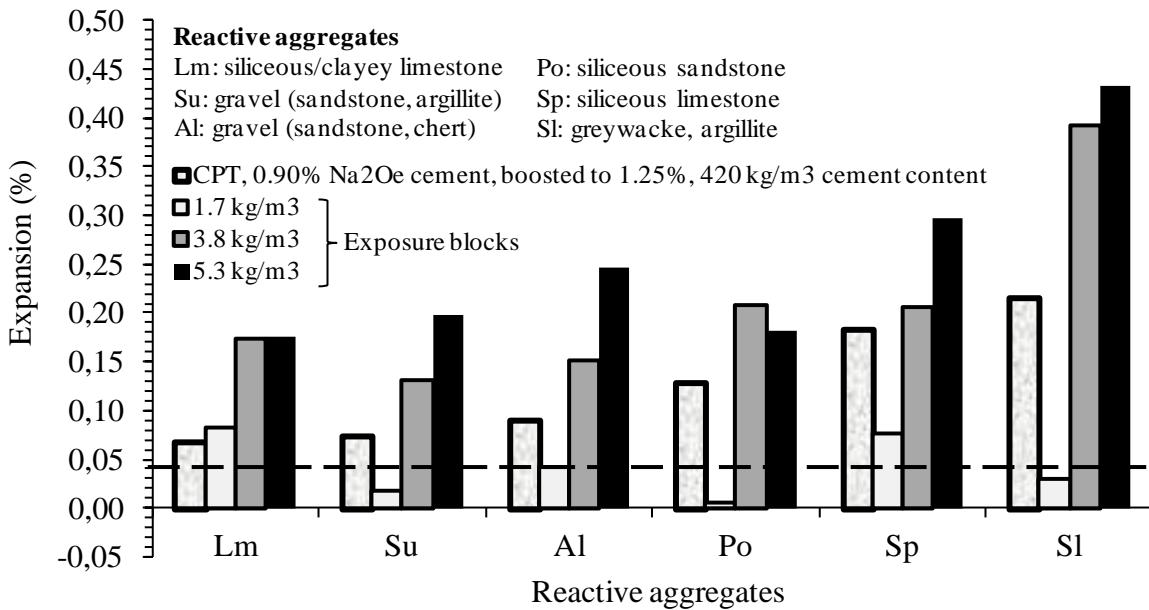 0,50
0,45
0,40
0,35
0,30
0,25
0,20
0,15
0,10
0,05
0,00
-0,05
Expansion (%)
Reactive aggregates
Lm: siliceous/clayey limestone Po: siliceous sandstone
Su: gravel (sandstone, argillite) Sp: siliceous limestone
Al: gravel (sandstone, chert) Sl: greywacke, argillite
CPT, 0.90% Na2Oe cement, boosted to 1.25%, 420 kg/m3 cement content
1.7 kg/m3
3.8 kg/m3 Exposure blocks
5.3 kg/m3
Lm Su Al Po Sp Sl
Reactive aggregates